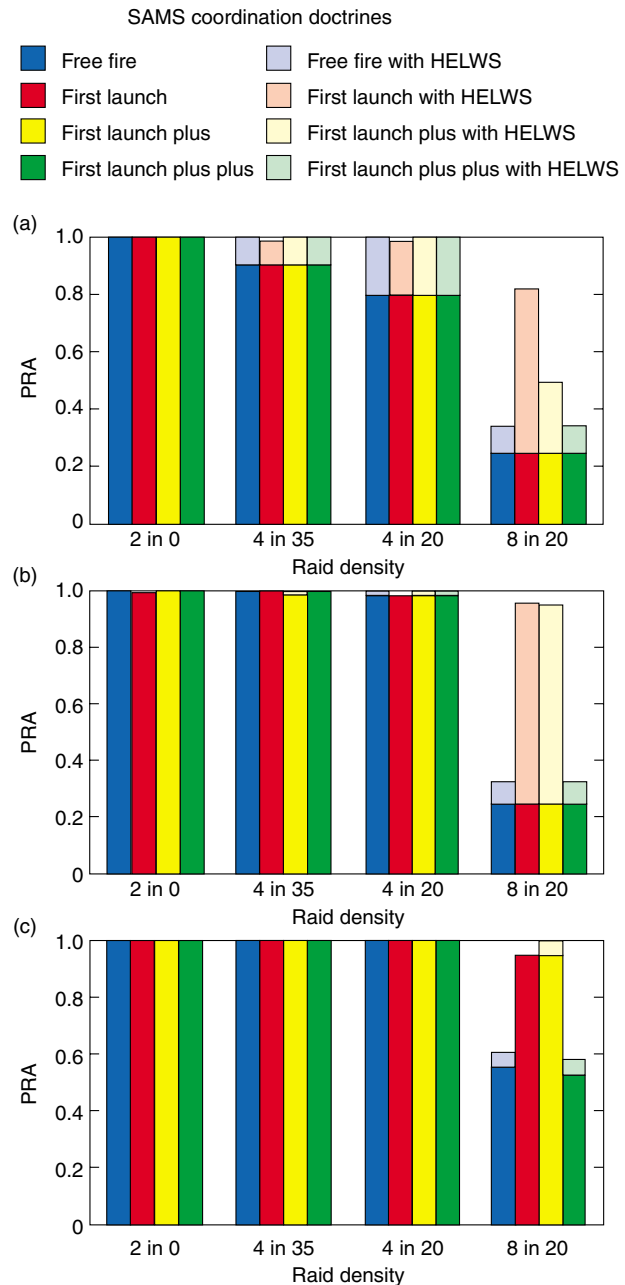 SAMS coordination doctrines
Free fire
Free fire with HELWS
First launch
First launch with HELWS
First launch plus
First launch plus with HELWS
First launch plus plus
First launch plus plus with HELWS
(a)
1.0
0.8
0.6
0.4
0.2
0
PRA
2 in 0 4 in 35 4 in 20 8 in 20
Raid density
(b)
1.0
0.8
0.6
0.4
0.2
0
PRA
2 in 0 4 in 35 4 in 20 8 in 20
Raid density
(c)
1.0
0.8
0.6
0.4
0.2
0
PRA
2 in 0 4 in 35 4 in 20 8 in 20
Raid density